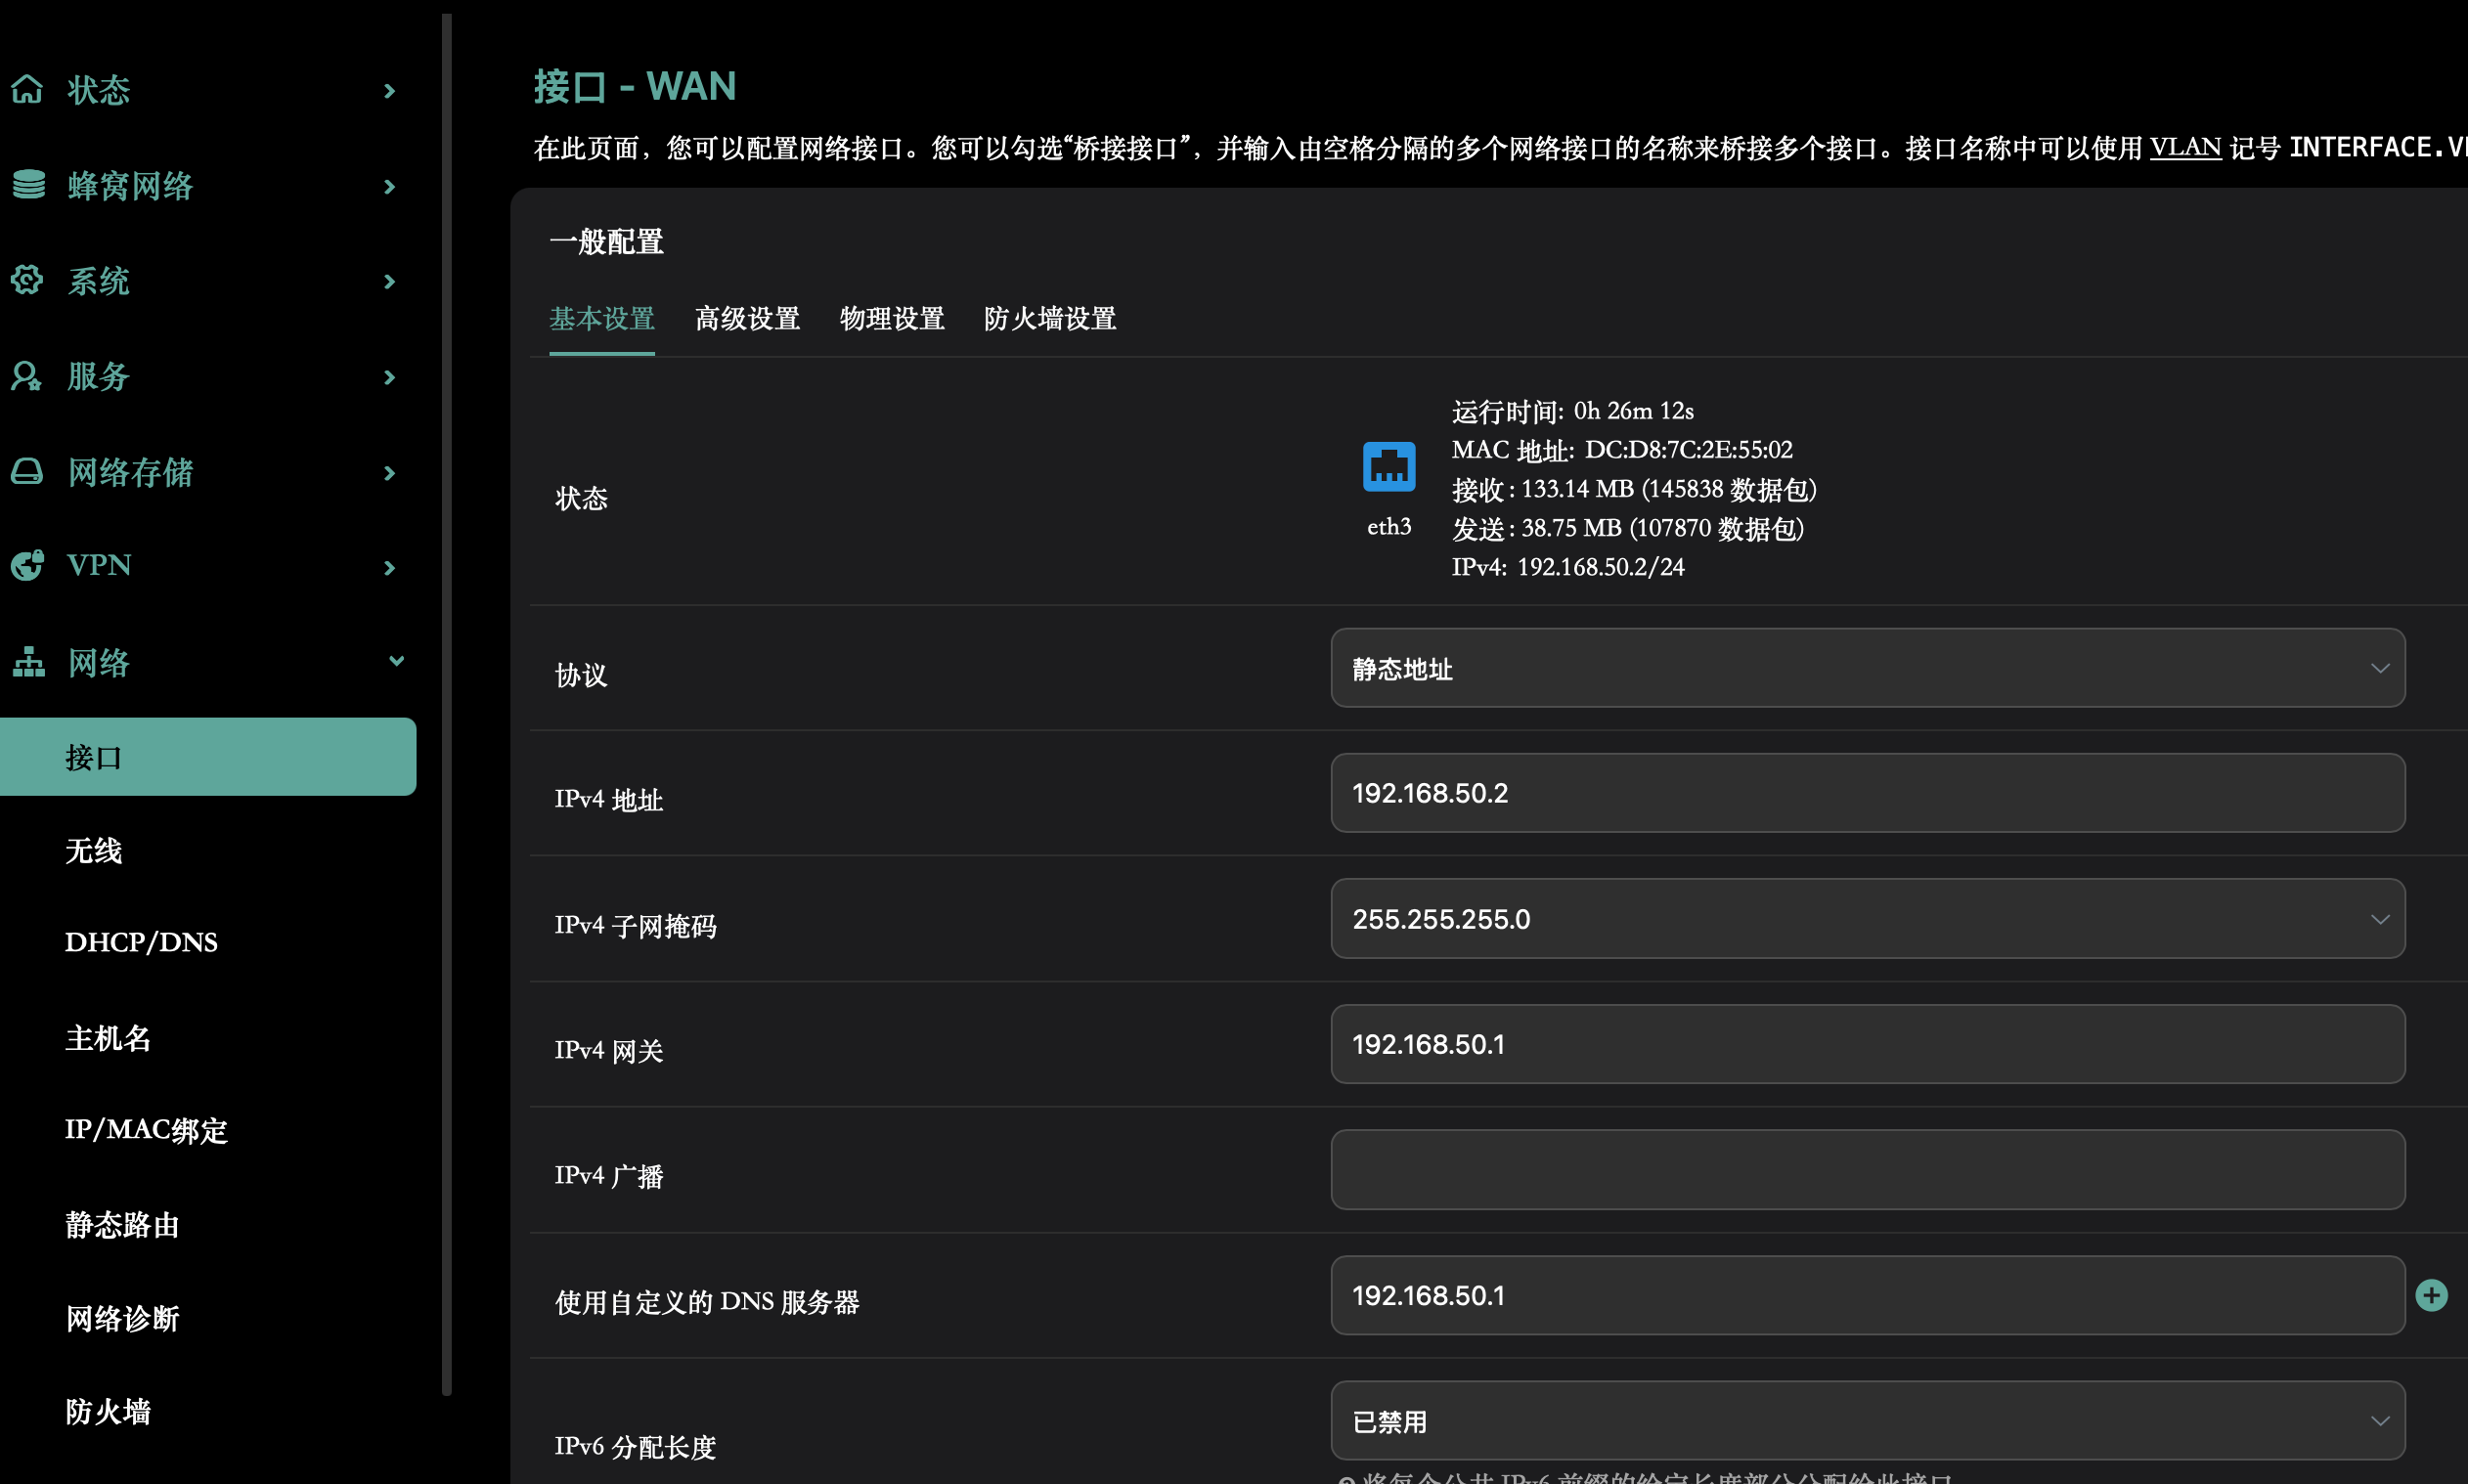 状态
蜂窝网络
系统
服务
网络存储
VPN
网络
接口
无线
DHCP/DNS
主机名
IP/MAC绑定
静态路由
网络诊断
防火墙
接口 - WAN
在此页面，您可以配置网络接口。您可以勾选“桥接接口”，并输入由空格分隔的多个网络接口的名称来桥接多个接口。接口名称中可以使用 VLAN 记号 INTERFACE.
一般配置
基本设置 高级设置 物理设置 防火墙设置
状态
eth3
运行时间: 0h 26m 12s
MAC 地址: DC:D8:7C:2E:55:02
接收 : 133.14 MB (145838 数据包)
发送 : 38.75 MB (107870 数据包)
IPv4: 192.168.50.2/24
协议 静态地址
IPv4 地址 192.168.50.2
IPv4 子网掩码 255.255.255.0
IPv4 网关 192.168.50.1
IPv4 广播
使用自定义的 DNS 服务器 192.168.50.1
IPv6 分配长度 已禁用